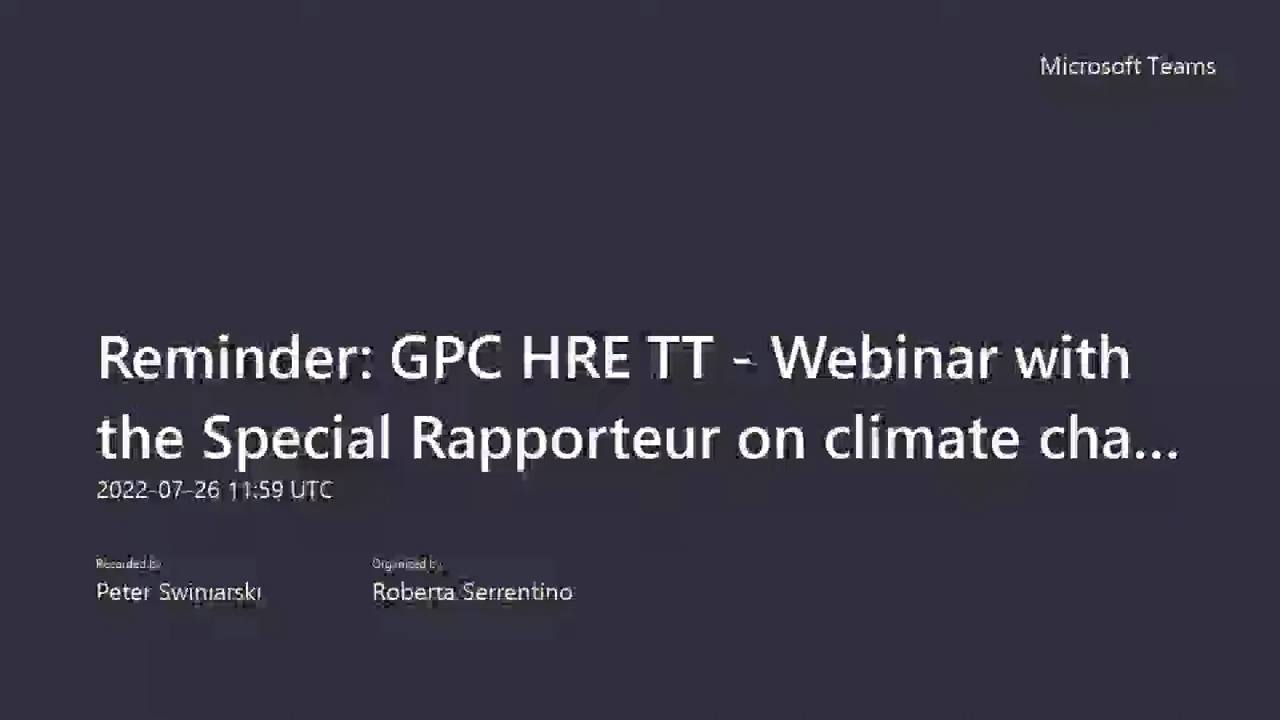 Microsoft Teams
Reminder: GPC HRE TT - Webinar with
the Special Rapporteur on climate cha...
2022-07-26 11:59 UTC
Recorded by
Organized by
Peter Swiniarski
Roberta Serrentino